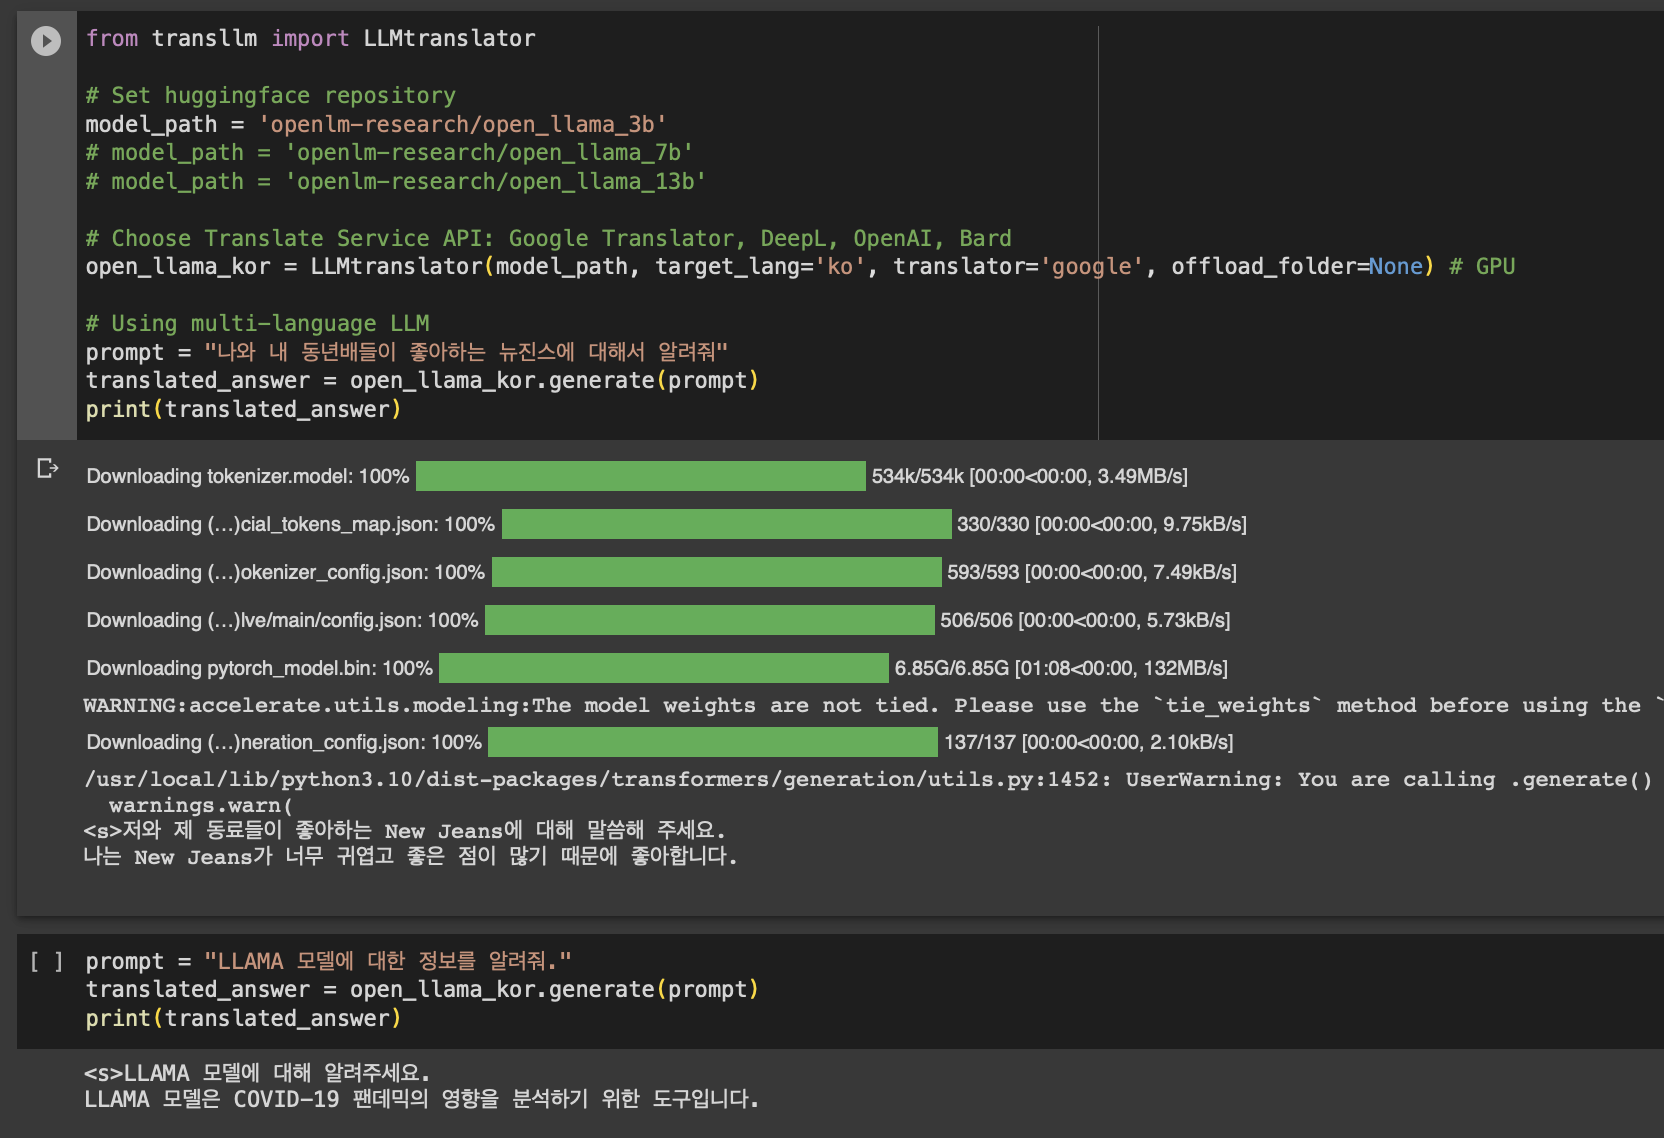 from transllm import LLMtranslator
# Set huggingface repository
model_path = 'openlm-research/open_llama_3b'
# model_path = 'openlm-research/open_llama_7b'
# model_path = 'openlm-research/open_llama_13b'
# Choose Translate Service API: Google Translator, DeepL, OpenAI, Bard
open_llama_kor = LLMtranslator(model_path, target_lang='ko', translator='google', offload_folder=None) # GPU
# Using multi-language LLM
prompt = "나와 내 동년배들이 좋아하는 뉴진스에 대해서 알려줘"
translated_answer = open_llama_kor.generate(prompt)
print(translated_answer)
Downloading tokenizer.model: 100% 534k/534k [00:00<00:00, 3.49MB/s]
Downloading (…)cial_tokens_map.json: 100% 330/330 [00:00<00:00, 9.75kB/s]
Downloading (…)okenizer_config.json: 100% 593/593 [00:00<00:00, 7.49kB/s]
Downloading (…)lve/main/config.json: 100% 506/506 [00:00<00:00, 5.73kB/s]
Downloading pytorch_model.bin: 100% 6.85G/6.85G [01:08<00:00, 132MB/s]
WARNING:accelerate.utils.modeling:The model weights are not tied. Please use the `tie_weights` method before using the `
Downloading (…)neration_config.json: 100% 137/137 [00:00<00:00, 2.10kB/s]
/usr/local/lib/python3.10/dist-packages/transformers/generation/utils.py:1452: UserWarning: You are calling .generate()
warnings.warn(
<s>저와 제 동료들이 좋아하는 New Jeans에 대해 말씀해 주세요.
나는 New Jeans가 너무 귀엽고 좋은 점이 많기 때문에 좋아합니다.
[ ] prompt = "LLAMA 모델에 대한 정보를 알려줘."
translated_answer = open_llama_kor.generate(prompt)
print(translated_answer)
<s>LLAMA 모델에 대해 알려주세요.
LLAMA 모델은 COVID-19 팬데믹의 영향을 분석하기 위한 도구입니다.